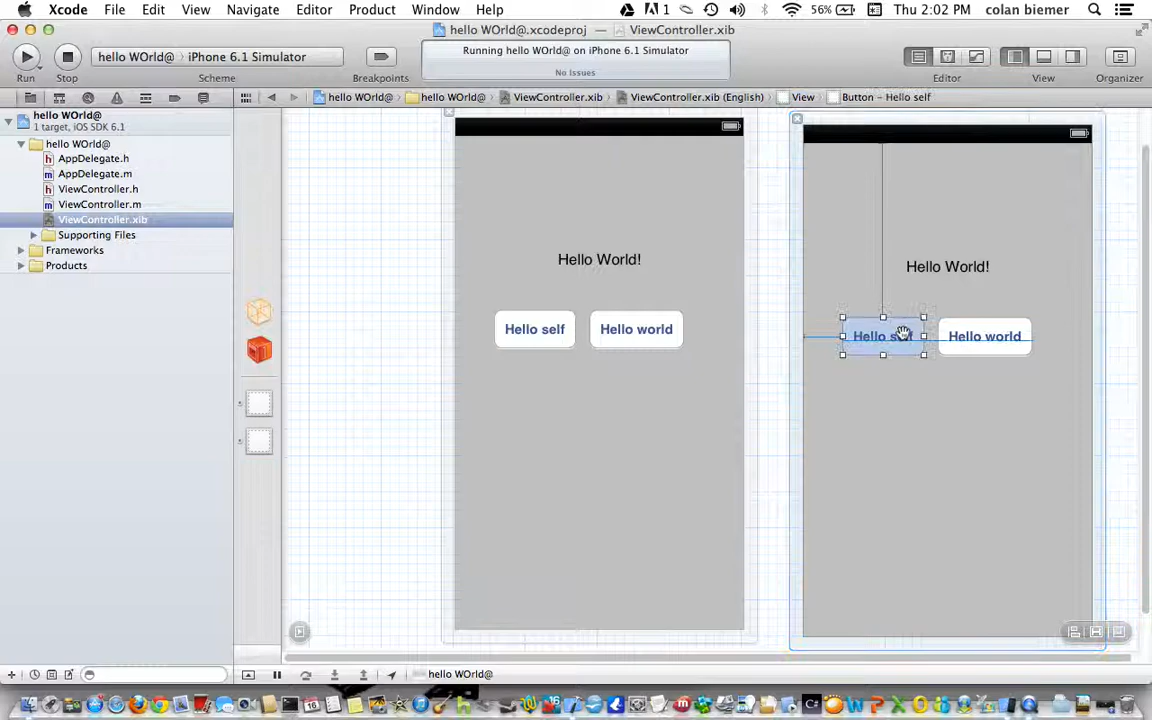 Xcode File Edit View Navigate Editor Product Window Help 1 56% Thu 2:02 PM colan biemer
hello WOrld@.xcodeproj — ViewController.xib
hello WOrld@ iPhone 6.1 Simulator
Running hello WOrld@ on iPhone 6.1 Simulator
No Issues
Run Stop Scheme Breakpoints Editor View Organizer
hello WOrld@ hello WOrld@ ViewController.xib ViewController.xib (English) View Button – Hello self
hello WOrld@
1 target, iOS SDK 6.1
hello WOrld@
AppDelegate.h
AppDelegate.m
ViewController.h
ViewController.m
ViewController.xib
Supporting Files
Frameworks
Products
Hello World!
Hello self Hello world
Hello World!
Hello self Hello world
hello WOrld@